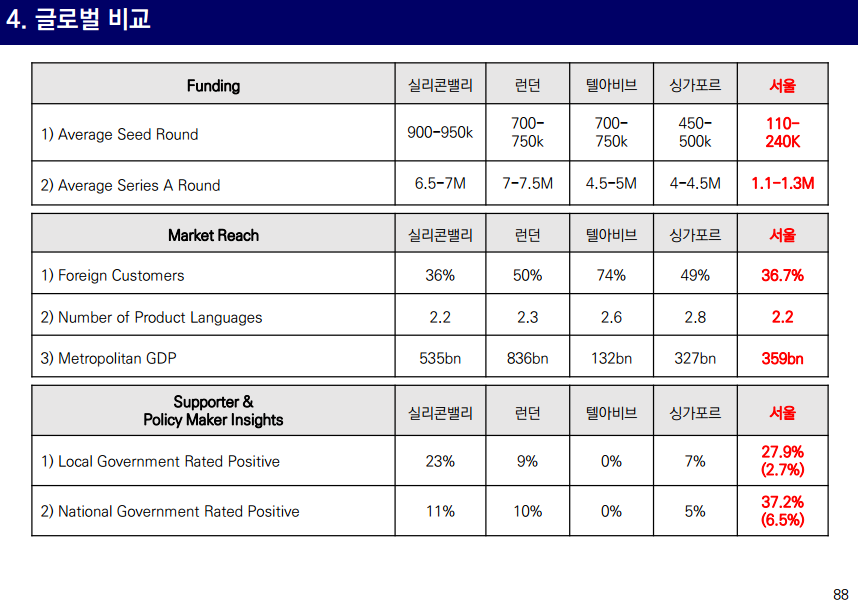 4. 글로벌 비교
Funding 실리콘밸리 런던 텔아비브 싱가포르 서울
1) Average Seed Round 900-950k 700-750k 700-750k 450-500k 110-240K
2) Average Series A Round 6.5-7M 7-7.5M 4.5-5M 4-4.5M 1.1-1.3M
Market Reach 실리콘밸리 런던 텔아비브 싱가포르 서울
1) Foreign Customers 36% 50% 74% 49% 36.7%
2) Number of Product Languages 2.2 2.3 2.6 2.8 2.2
3) Metropolitan GDP 535bn 836bn 132bn 327bn 359bn
Supporter &
Policy Maker Insights 실리콘밸리 런던 텔아비브 싱가포르 서울
1) Local Government Rated Positive 23% 9% 0% 7% 27.9% (2.7%)
2) National Government Rated Positive 11% 10% 0% 5% 37.2% (6.5%)
88